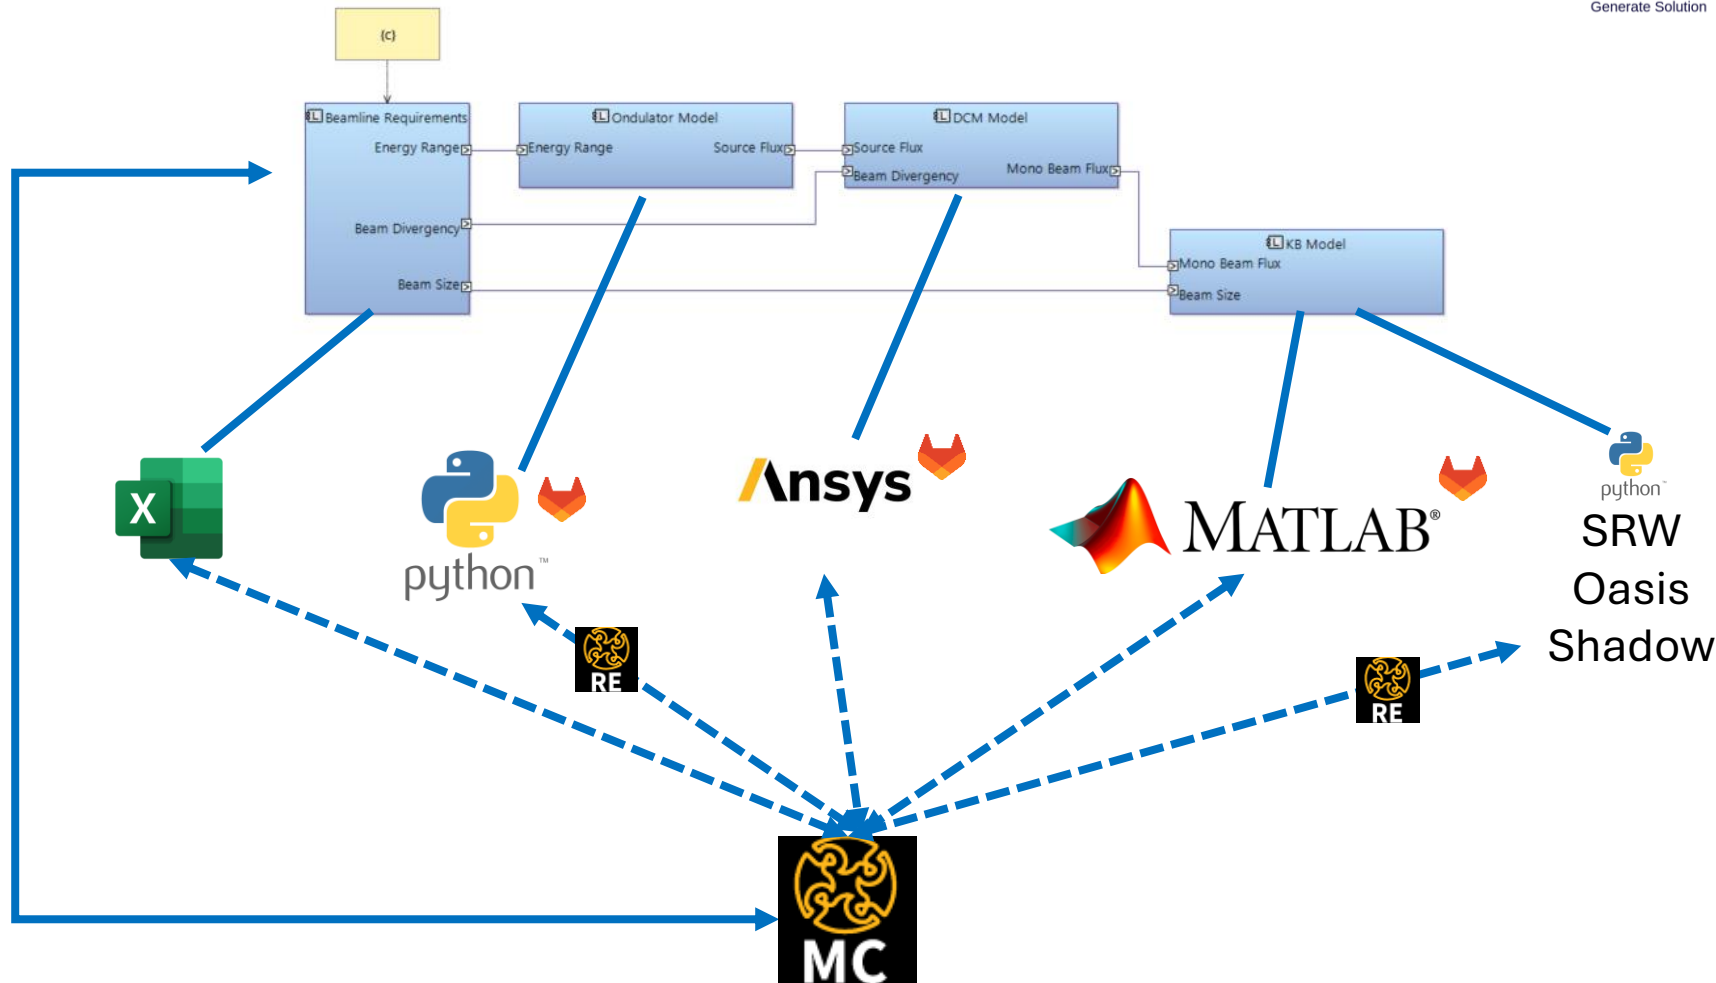 Generate Solution
{c}
Beamline Requirements
Energy Range
Beam Divergency
Beam Size
Ondulator Model
Energy Range
Source Flux
DCM Model
Source Flux
Beam Divergency
Mono Beam Flux
KB Model
Mono Beam Flux
Beam Size
X
python™
Ansys
MATLAB®
python™
SRW
Oasis
Shadow
RE
RE
MC